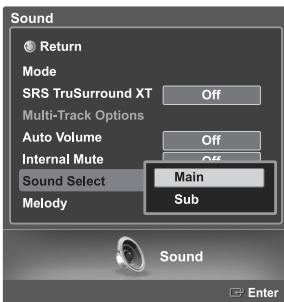 Sound
Return
Mode
SRS TruSurround XT Off
Multi-Track Options
Auto Volume Off
Internal Mute Off
Sound Select Main
Melody Sub
Sound
Enter